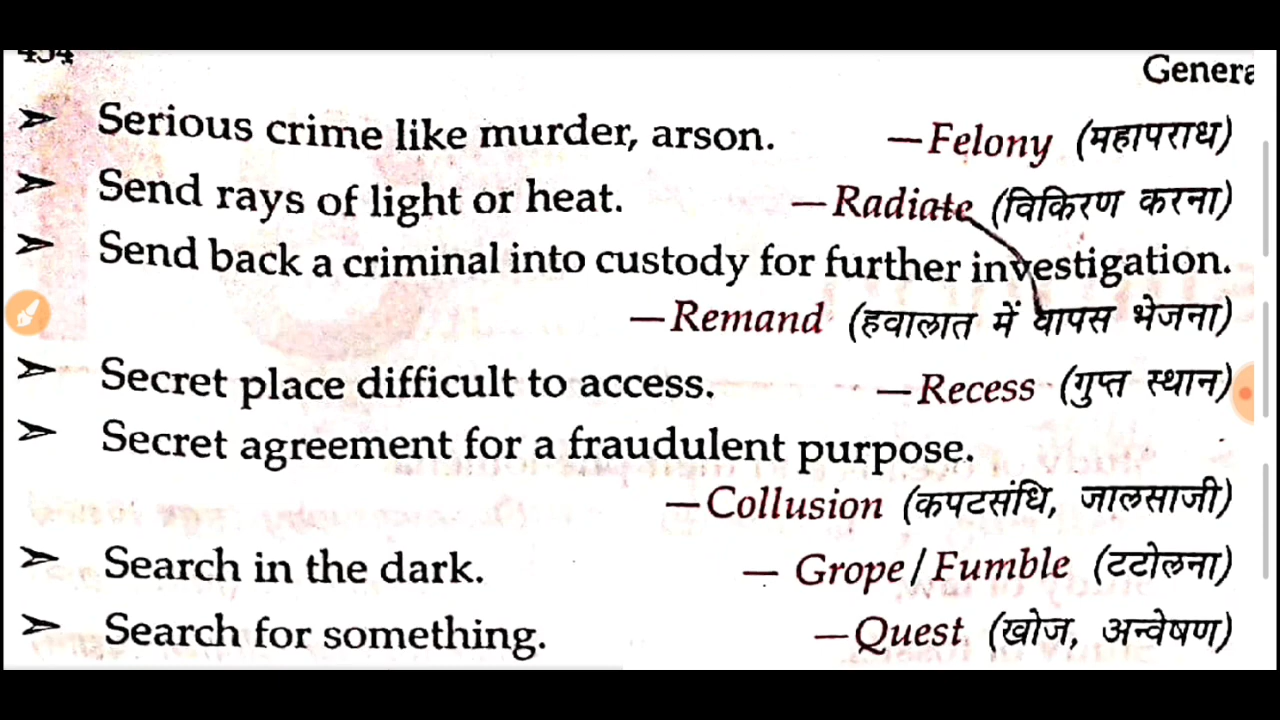 454
Genera
➢ Serious crime like murder, arson. —Felony (महापराध)
➢ Send rays of light or heat. —Radiate (विकिरण करना)
➢ Send back a criminal into custody for further investigation.
—Remand (हवालात में वापस भेजना)
➢ Secret place difficult to access. —Recess (गुप्त स्थान)
➢ Secret agreement for a fraudulent purpose.
—Collusion (कपटसंधि, जालसाजी)
➢ Search in the dark. — Grope/Fumble (टटोलना)
➢ Search for something. —Quest (खोज, अन्वेषण)